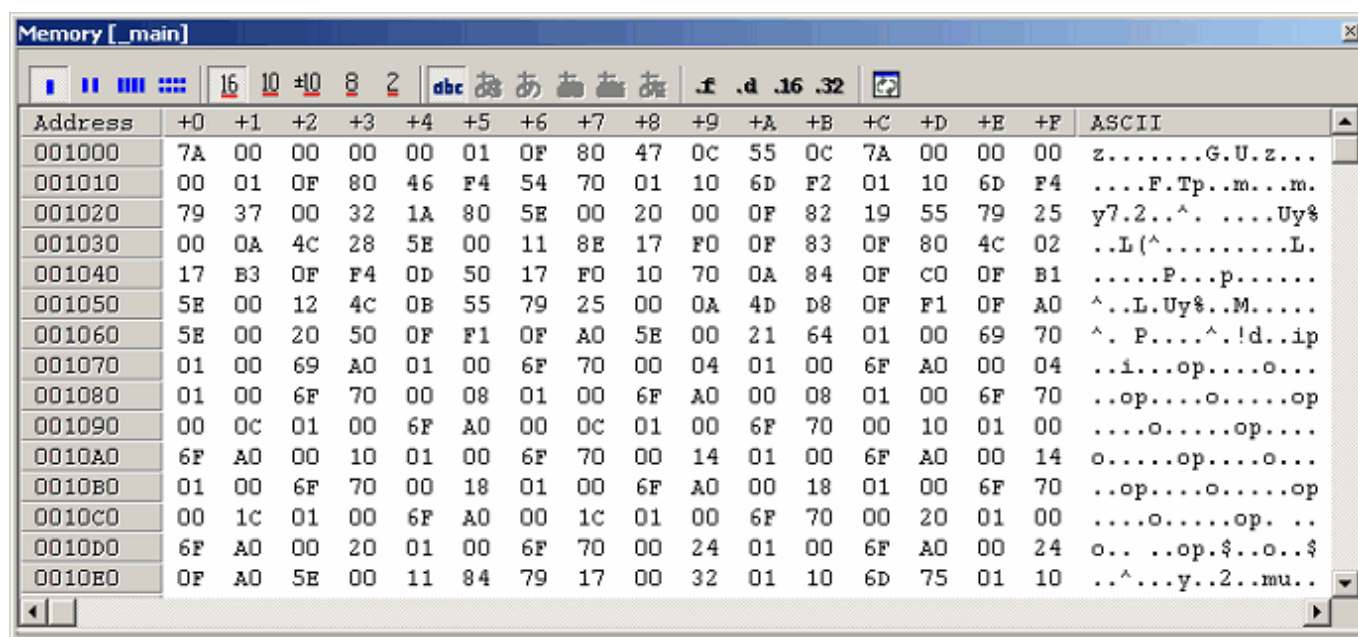 Memory [_main]
16 10 ±10 8 2 abc あ .f .d .16 .32
Address +0 +1 +2 +3 +4 +5 +6 +7 +8 +9 +A +B +C +D +E +F ASCII
001000 7A 00 00 00 00 01 0F 80 47 0C 55 0C 7A 00 00 00 z.......G.U.z...
001010 00 01 0F 80 46 F4 54 70 01 10 6D F2 01 10 6D F4 ....F.Tp..m...m.
001020 79 37 00 32 1A 80 5E 00 20 00 0F 82 19 55 79 25 y7.2..^. ....Uy%
001030 00 0A 4C 28 5E 00 11 8E 17 F0 0F 83 0F 80 4C 02 ..L(^.........L.
001040 17 B3 0F F4 0D 50 17 F0 10 70 0A 84 0F C0 0F B1 .....P...p......
001050 5E 00 12 4C 0B 55 79 25 00 0A 4D D8 0F F1 0F A0 ^..L.Uy%..M.....
001060 5E 00 20 50 0F F1 0F A0 5E 00 21 64 01 00 69 70 ^. P....^.!d..ip
001070 01 00 69 A0 01 00 6F 70 00 04 01 00 6F A0 00 04 ..i...op....o...
001080 01 00 6F 70 00 08 01 00 6F A0 00 08 01 00 6F 70 ..op....o.....op
001090 00 0C 01 00 6F A0 00 0C 01 00 6F 70 00 10 01 00 ....o.....op....
0010A0 6F A0 00 10 01 00 6F 70 00 14 01 00 6F A0 00 14 o.....op....o...
0010B0 01 00 6F 70 00 18 01 00 6F A0 00 18 01 00 6F 70 ..op....o.....op
0010C0 00 1C 01 00 6F A0 00 1C 01 00 6F 70 00 20 01 00 ....o.....op. ..
0010D0 6F A0 00 20 01 00 6F 70 00 24 01 00 6F A0 00 24 o.. ..op.$..o..$
0010E0 0F A0 5E 00 11 84 79 17 00 32 01 10 6D 75 01 10 ..^...y..2..mu..